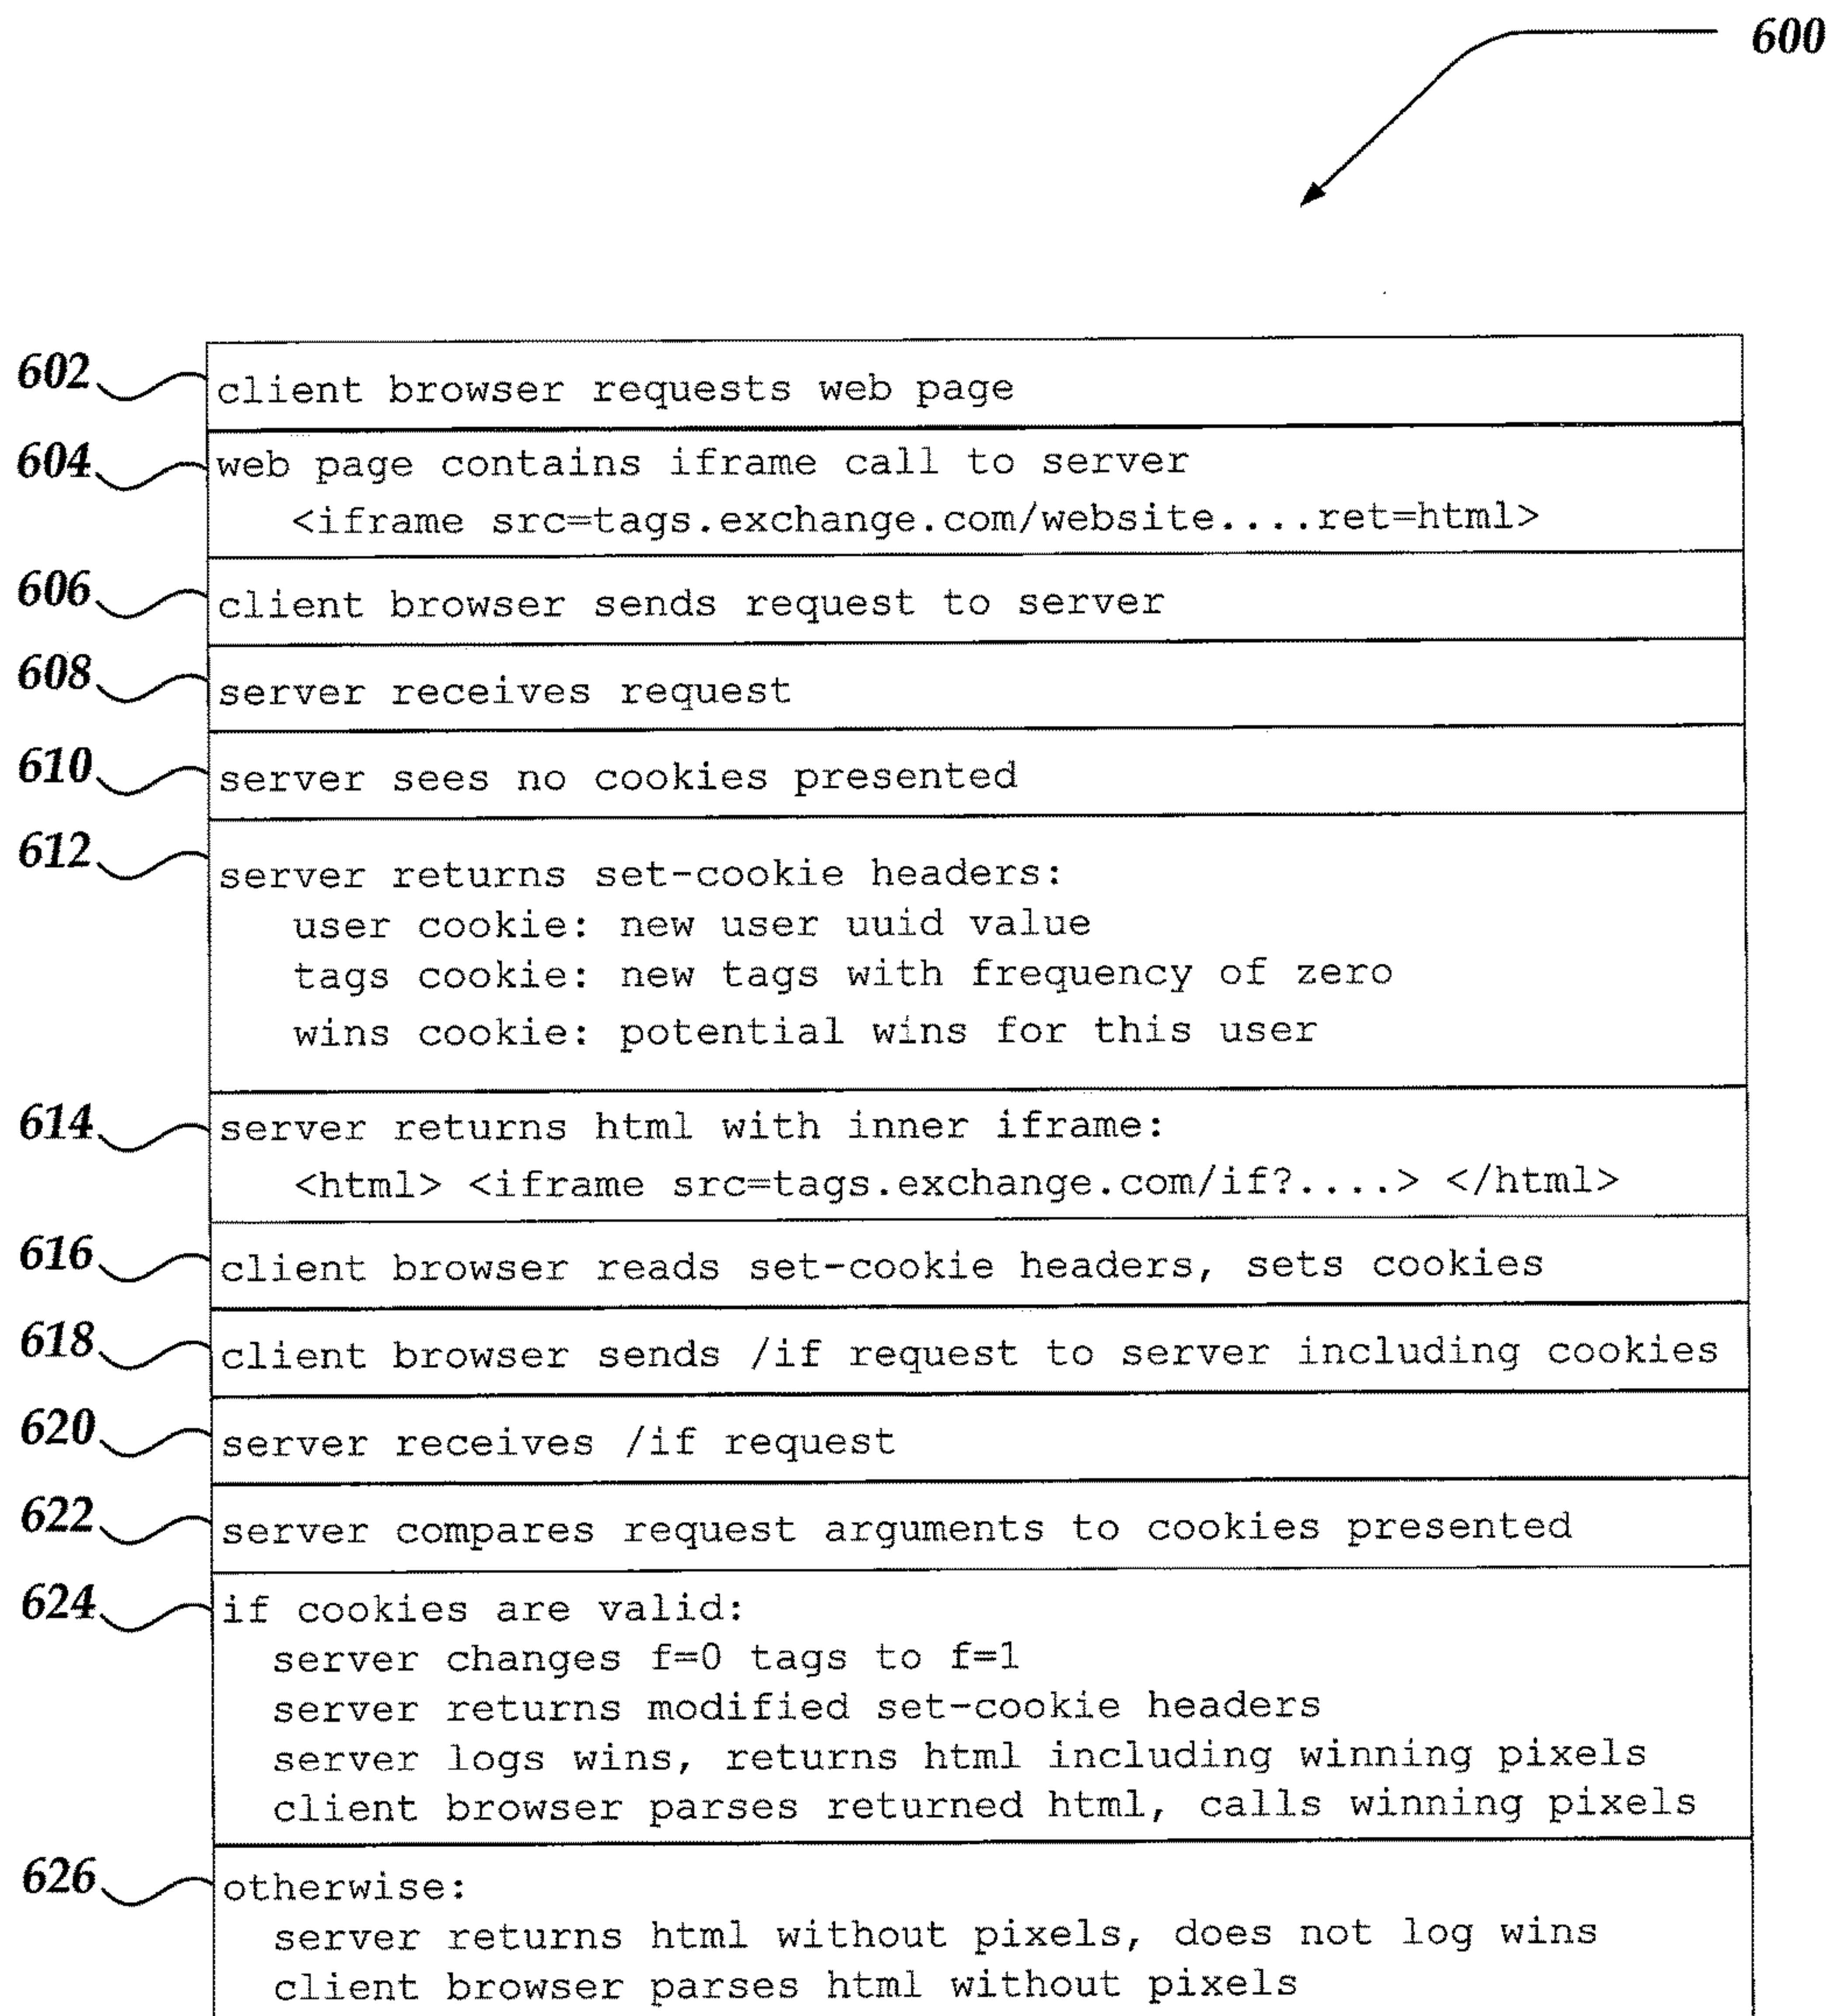 600
602 client browser requests web page
604 web page contains iframe call to server
<iframe src=tags.exchange.com/website....ret=html>
606 client browser sends request to server
608 server receives request
610 server sees no cookies presented
612 server returns set-cookie headers:
user cookie: new user uuid value
tags cookie: new tags with frequency of zero
wins cookie: potential wins for this user
614 server returns html with inner iframe:
<html> <iframe src=tags.exchange.com/if?....> </html>
616 client browser reads set-cookie headers, sets cookies
618 client browser sends /if request to server including cookies
620 server receives /if request
622 server compares request arguments to cookies presented
624 if cookies are valid:
server changes f=0 tags to f=1
server returns modified set-cookie headers
server logs wins, returns html including winning pixels
client browser parses returned html, calls winning pixels
626 otherwise:
server returns html without pixels, does not log wins
client browser parses html without pixels